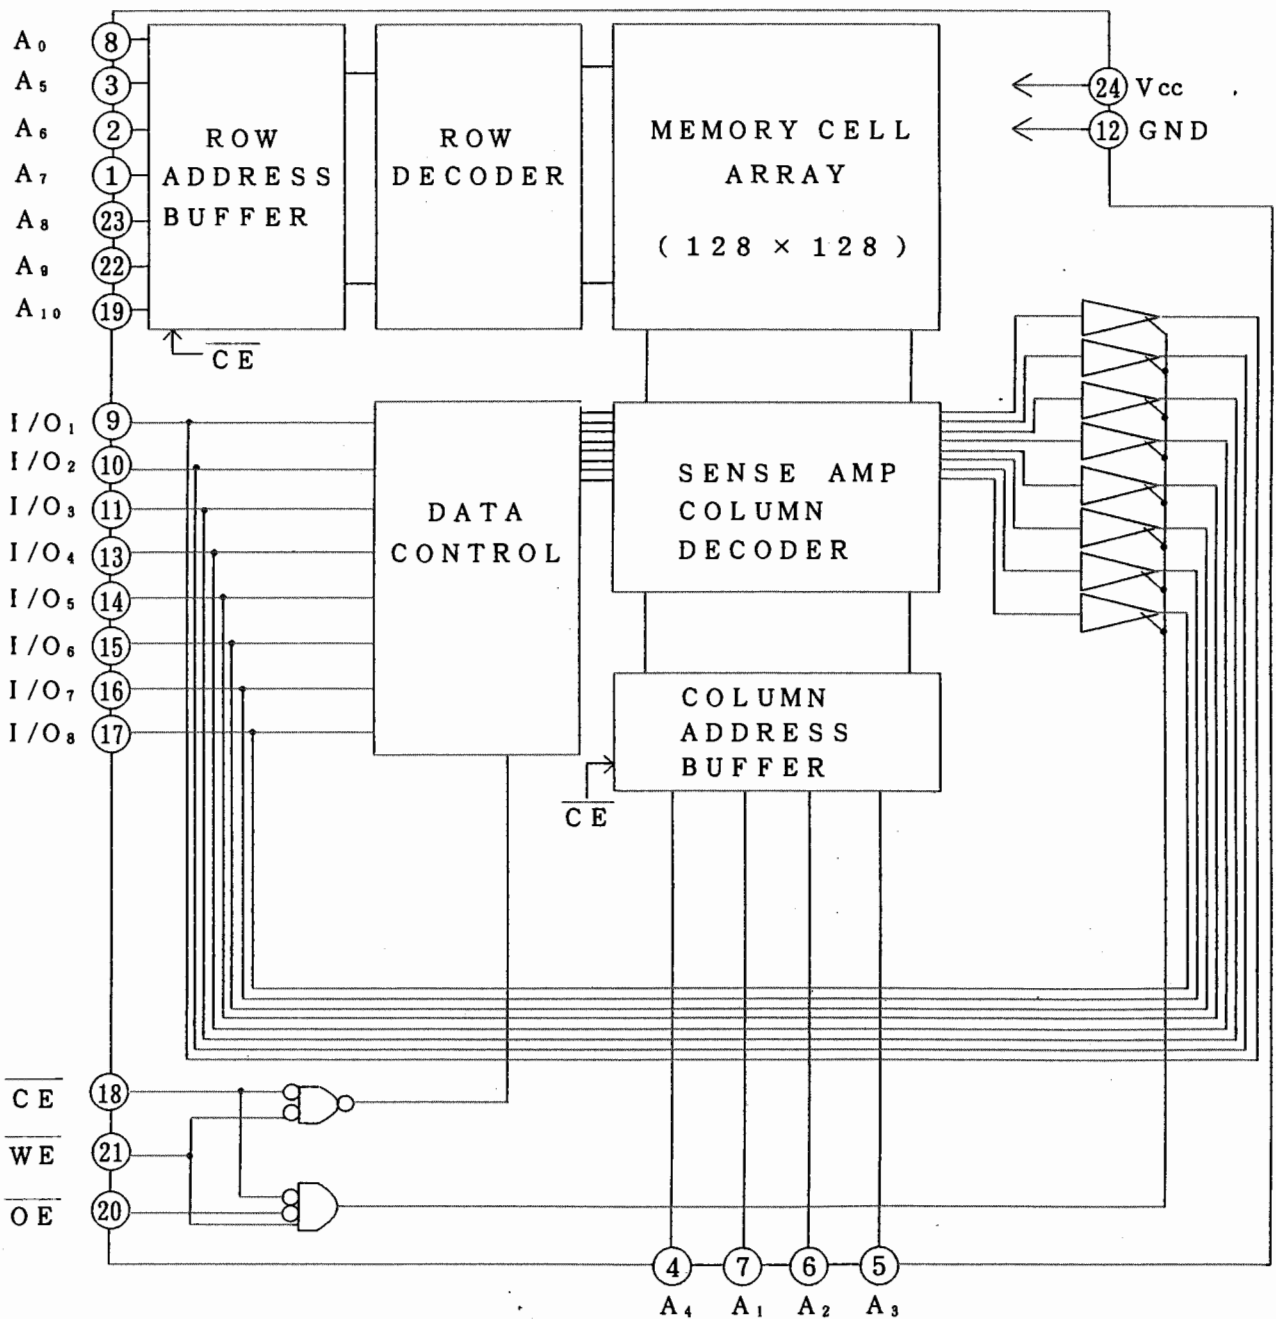 A0 8
A5 3
A6 2
A7 1
A8 23
A9 22
A10 19
ROW
ADDRESS
BUFFER
CE
ROW
DECODER
MEMORY CELL
ARRAY
(128 × 128)
24 Vcc
12 GND
I/O1 9
I/O2 10
I/O3 11
I/O4 13
I/O5 14
I/O6 15
I/O7 16
I/O8 17
DATA
CONTROL
SENSE AMP
COLUMN
DECODER
COLUMN
ADDRESS
BUFFER
CE
CE 18
WE 21
OE 20
4 7 6 5
A4 A1 A2 A3